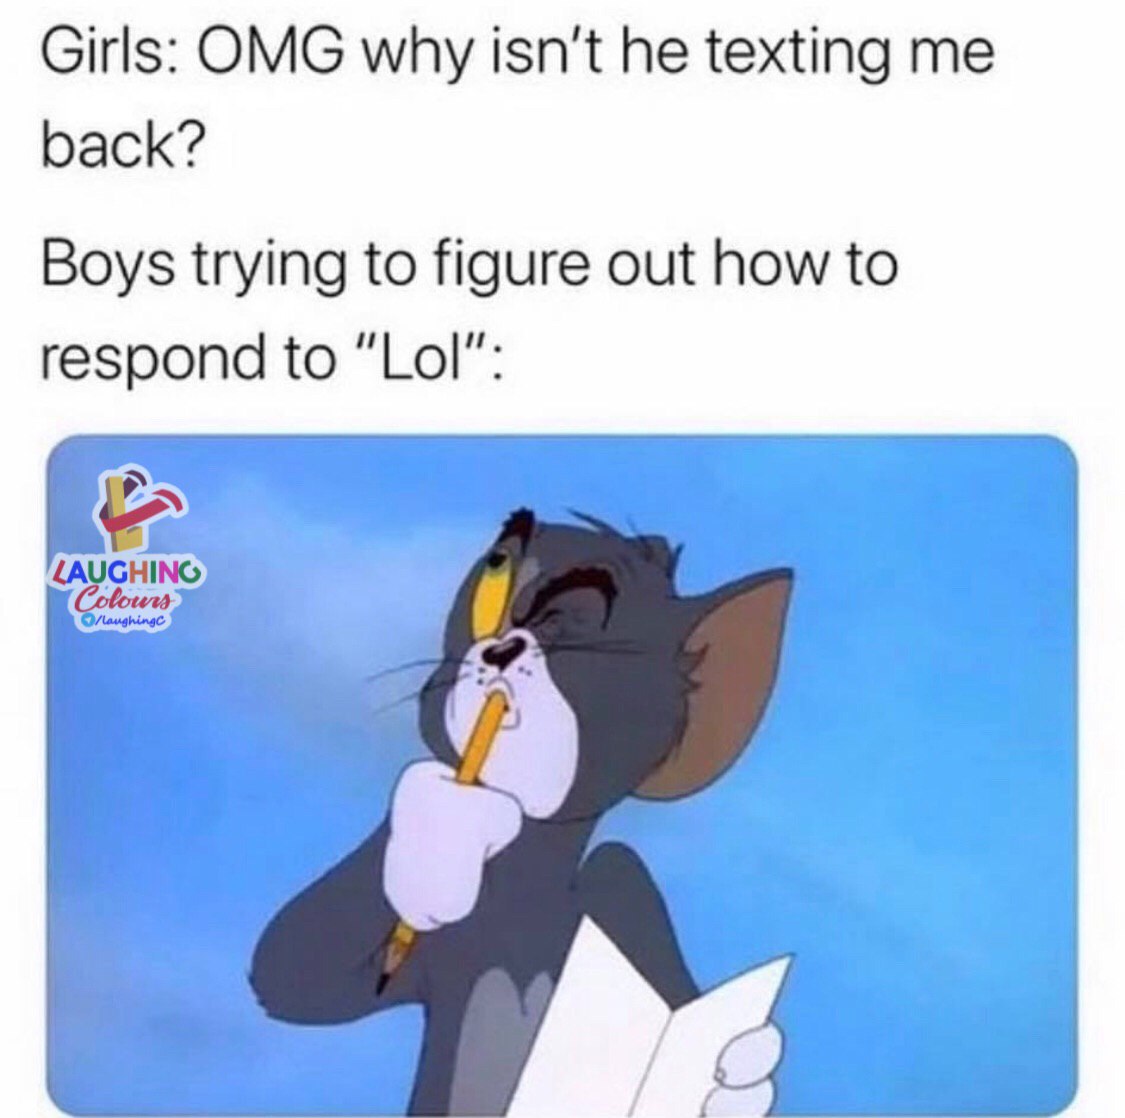 Girls: OMG why isn't he texting me
back?
Boys trying to figure out how to
respond to "Lol":
LAUGHING
Colours
/laughingC